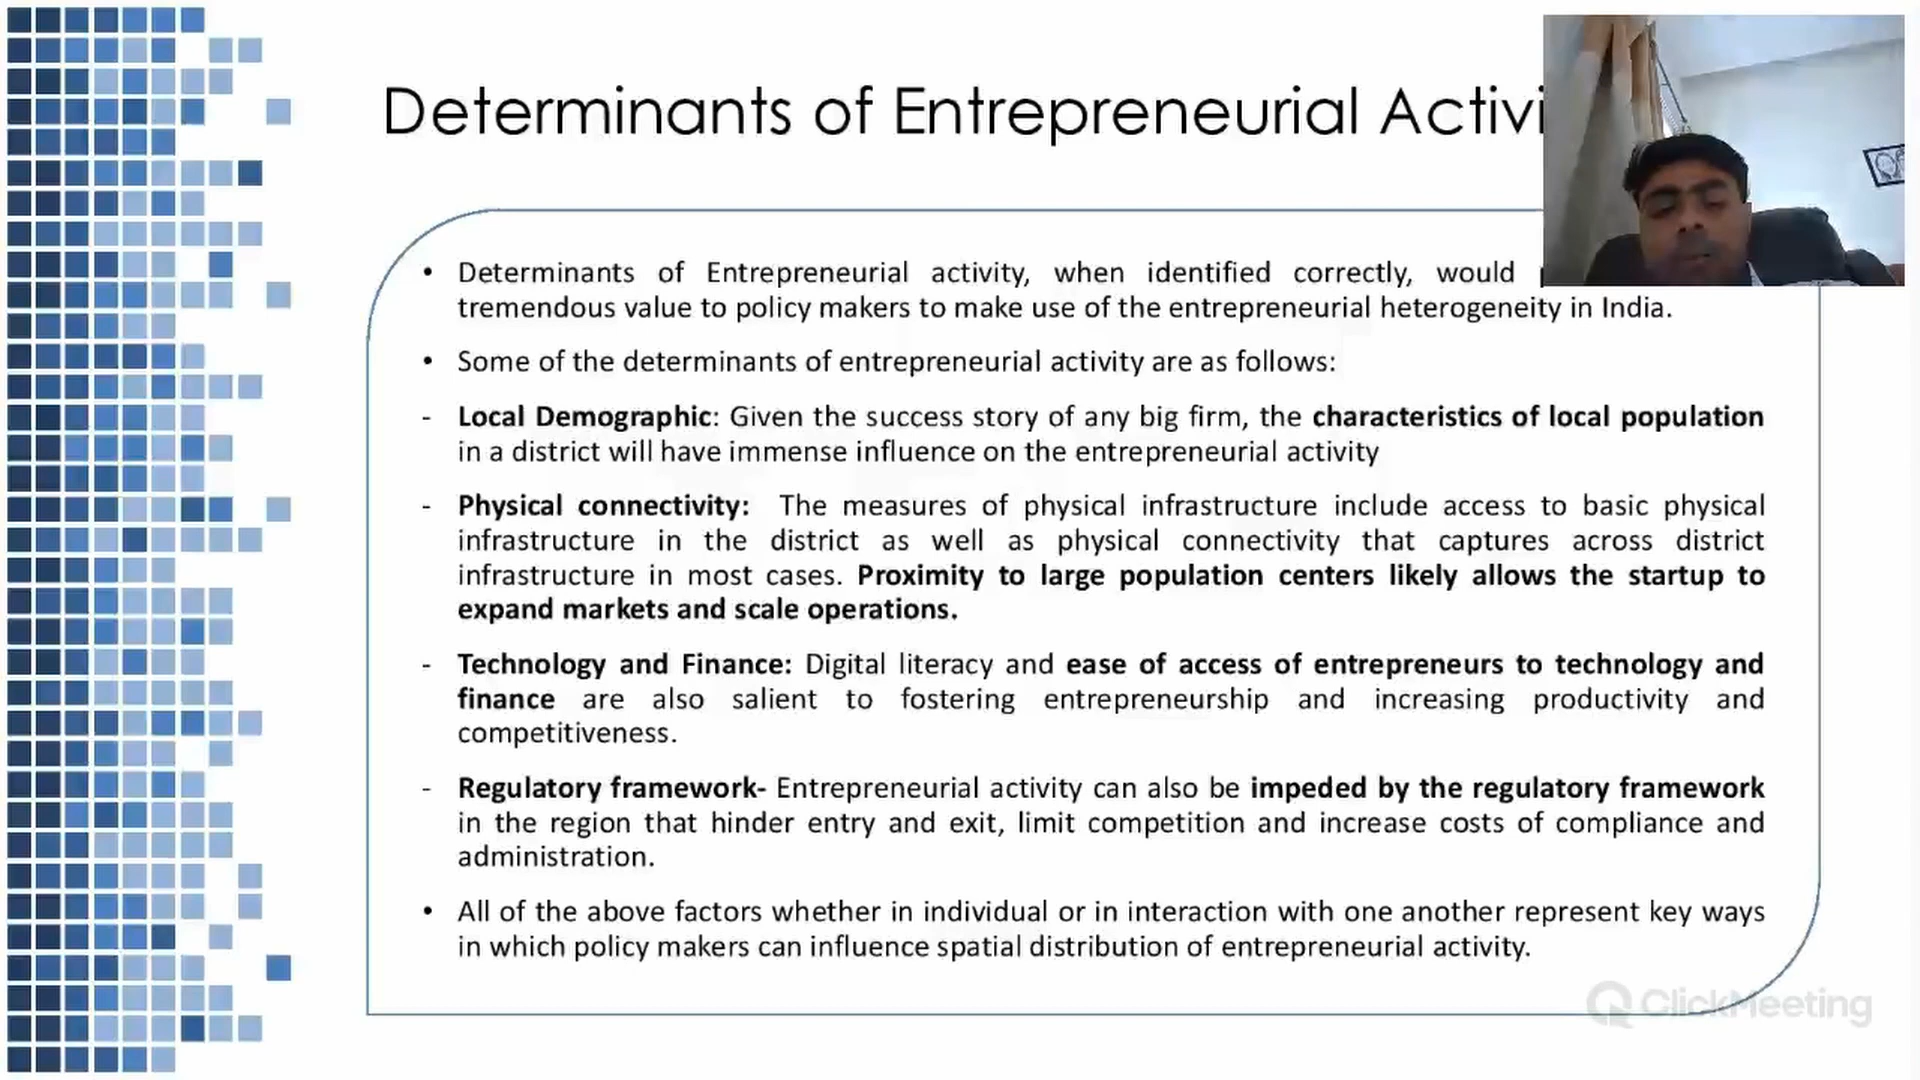 Determinants of Entrepreneurial Activi
• Determinants of Entrepreneurial activity, when identified correctly, would
tremendous value to policy makers to make use of the entrepreneurial heterogeneity in India.
• Some of the determinants of entrepreneurial activity are as follows:
- Local Demographic: Given the success story of any big firm, the characteristics of local population
in a district will have immense influence on the entrepreneurial activity
- Physical connectivity: The measures of physical infrastructure include access to basic physical
infrastructure in the district as well as physical connectivity that captures across district
infrastructure in most cases. Proximity to large population centers likely allows the startup to
expand markets and scale operations.
- Technology and Finance: Digital literacy and ease of access of entrepreneurs to technology and
finance are also salient to fostering entrepreneurship and increasing productivity and
competitiveness.
- Regulatory framework- Entrepreneurial activity can also be impeded by the regulatory framework
in the region that hinder entry and exit, limit competition and increase costs of compliance and
administration.
• All of the above factors whether in individual or in interaction with one another represent key ways
in which policy makers can influence spatial distribution of entrepreneurial activity.
ClickMeeting